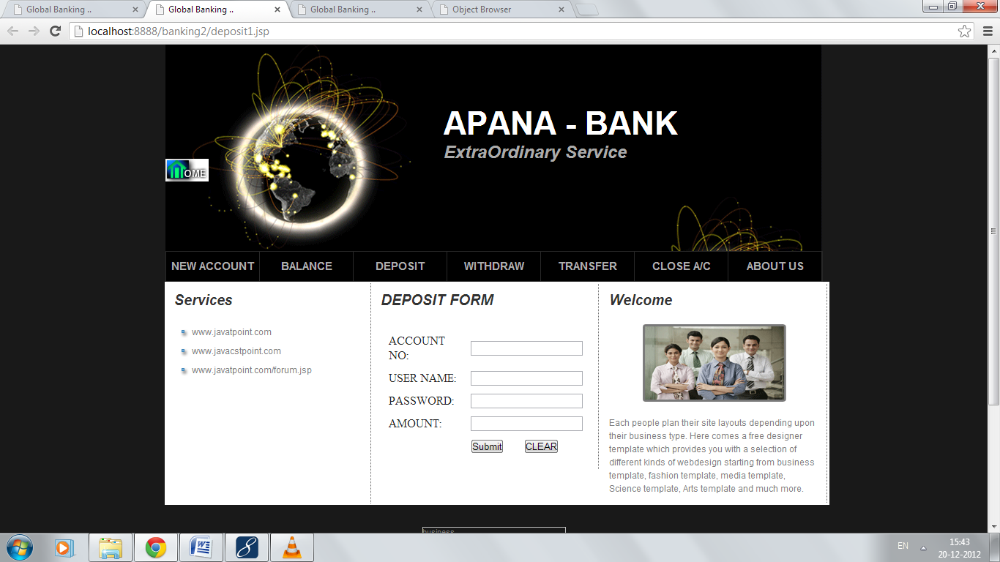 Global Banking ..
Global Banking ..
Global Banking ..
Object Browser
localhost:8888/banking2/deposit1.jsp
APANA - BANK
ExtraOrdinary Service
HOME
NEW ACCOUNT
BALANCE
DEPOSIT
WITHDRAW
TRANSFER
CLOSE A/C
ABOUT US
Services
www.javatpoint.com
www.javacstpoint.com
www.javatpoint.com/forum.jsp
DEPOSIT FORM
ACCOUNT
NO:
USER NAME:
PASSWORD:
AMOUNT:
Submit
CLEAR
Welcome
Each people plan their site layouts depending upon
their business type. Here comes a free designer
template which provides you with a selection of
different kinds of webdesign starting from business
template, fashion template, media template,
Science template, Arts template and much more.
business
EN
15:43
20-12-2012